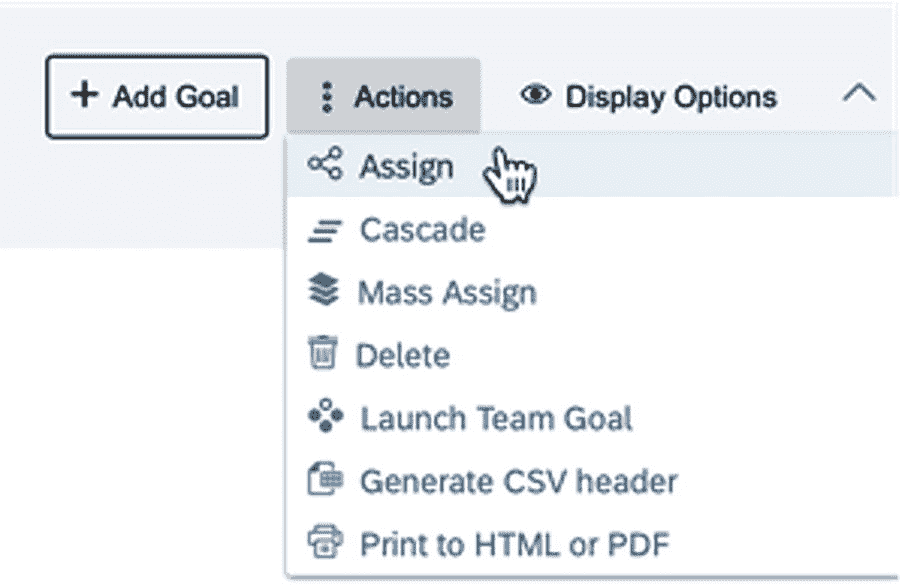 + Add Goal Actions Display Options
Assign
Cascade
Mass Assign
Delete
Launch Team Goal
Generate CSV header
Print to HTML or PDF